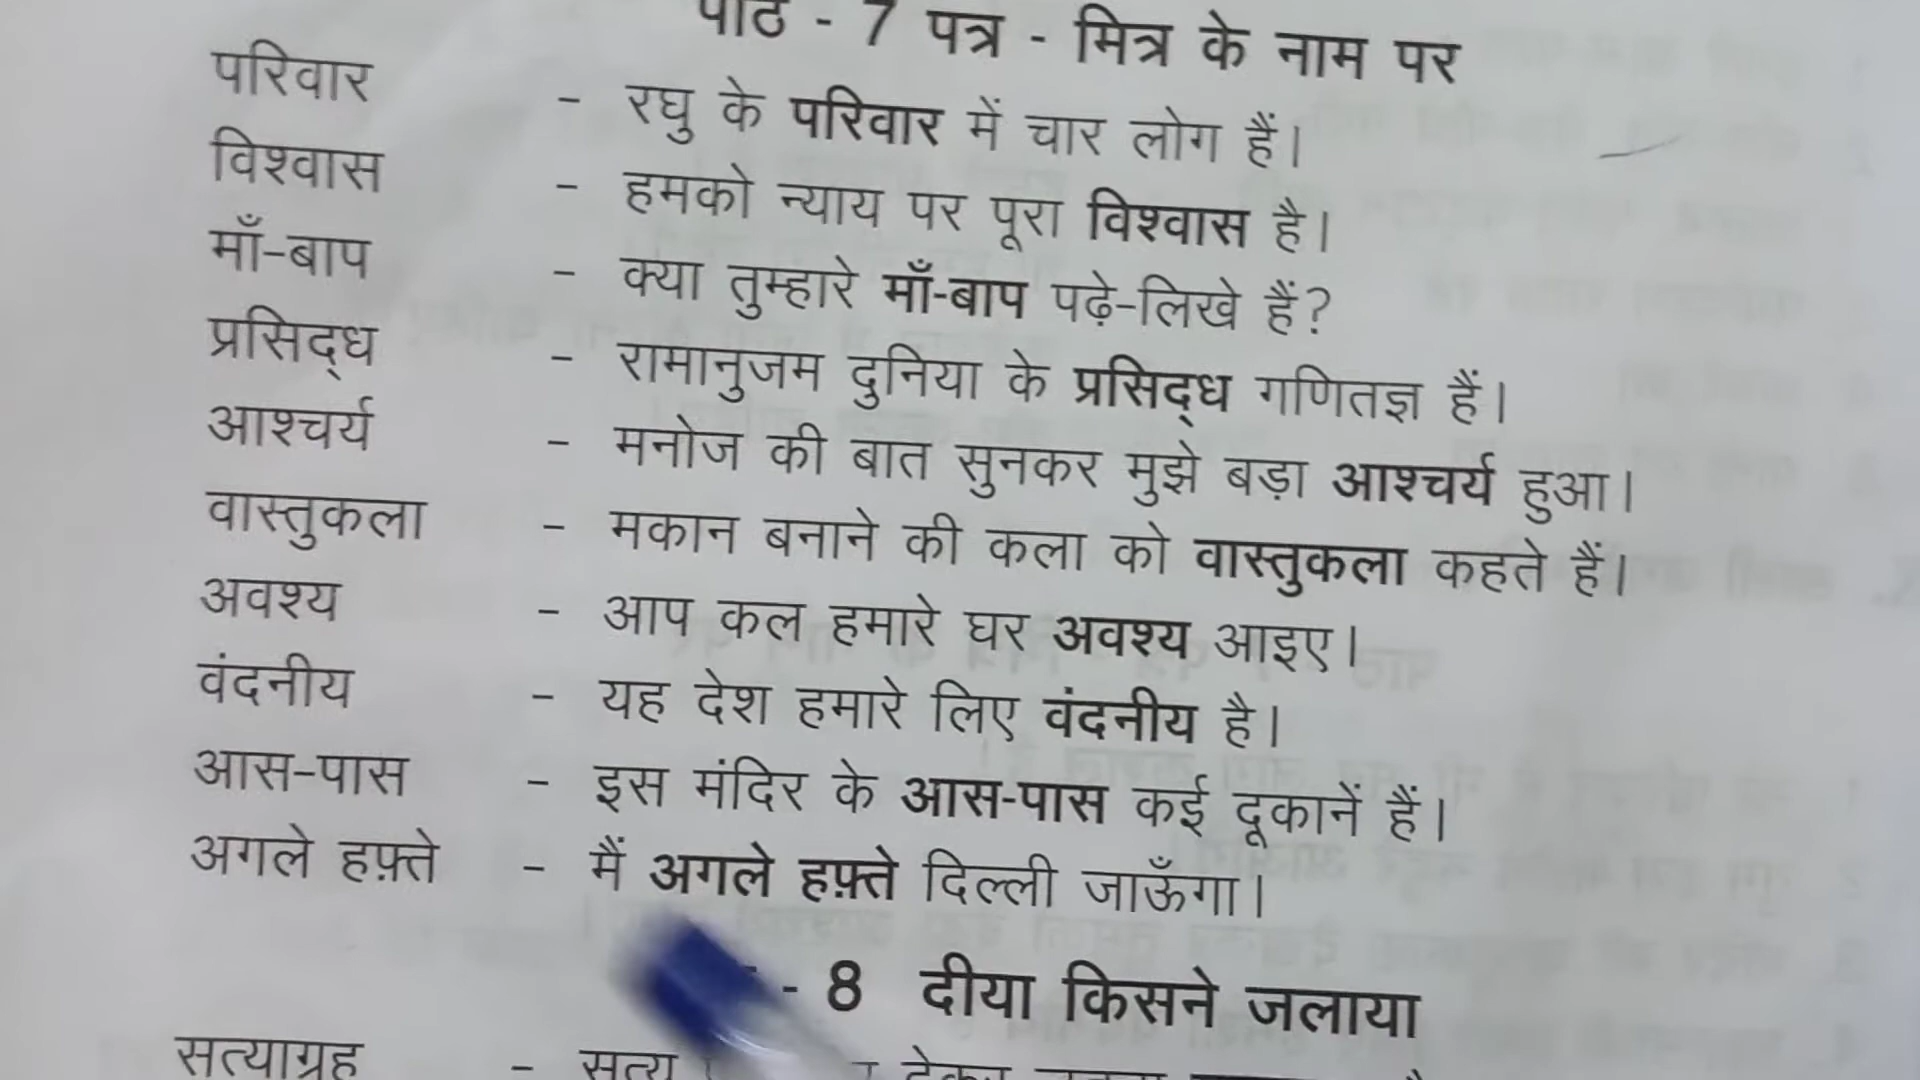 पाठ - 7 पत्र - मित्र के नाम पर
परिवार - रघु के परिवार में चार लोग हैं।
विश्वास - हमको न्याय पर पूरा विश्वास है।
माँ-बाप - क्या तुम्हारे माँ-बाप पढ़े-लिखे हैं?
प्रसिद्ध - रामानुजम दुनिया के प्रसिद्ध गणितज्ञ हैं।
आश्चर्य - मनोज की बात सुनकर मुझे बड़ा आश्चर्य हुआ।
वास्तुकला - मकान बनाने की कला को वास्तुकला कहते हैं।
अवश्य - आप कल हमारे घर अवश्य आइए।
वंदनीय - यह देश हमारे लिए वंदनीय है।
आस-पास - इस मंदिर के आस-पास कई दूकानें हैं।
अगले हफ़्ते - मैं अगले हफ़्ते दिल्ली जाऊँगा।
- 8 दीया किसने जलाया
सत्याग्रह - सत्य